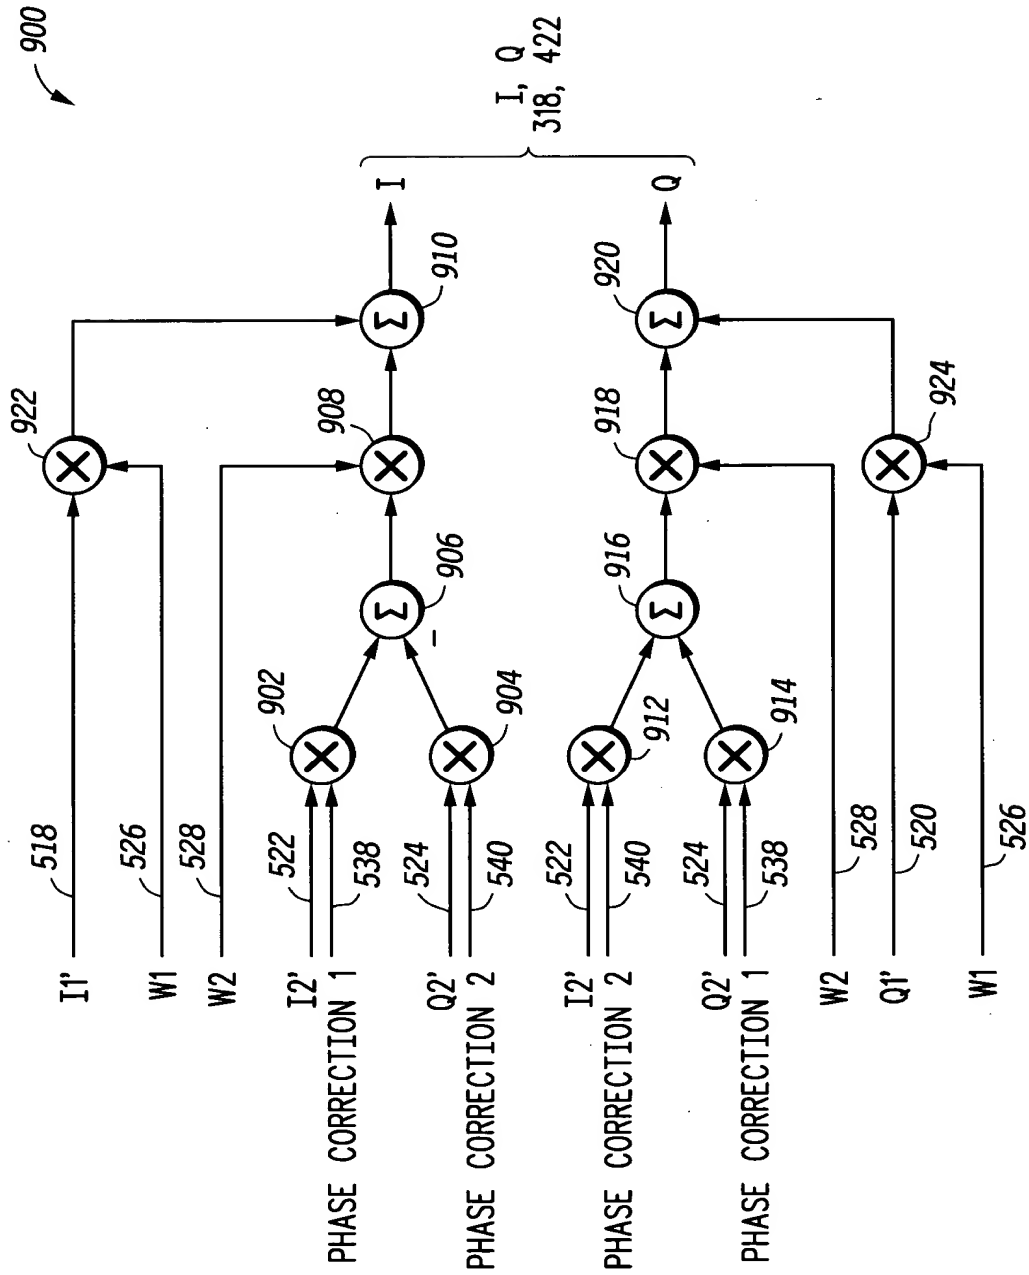 900
I1'
518
922
W1
526
W2
528
908
I2'
522
902
PHASE CORRECTION 1
538
906
910
I
Q2'
524
904
PHASE CORRECTION 2
540
-
Σ
Σ
I, Q
318, 422
I2'
522
912
PHASE CORRECTION 2
540
916
918
920
Q
Q2'
524
914
PHASE CORRECTION 1
538
Σ
Σ
W2
528
Q1'
520
924
W1
526